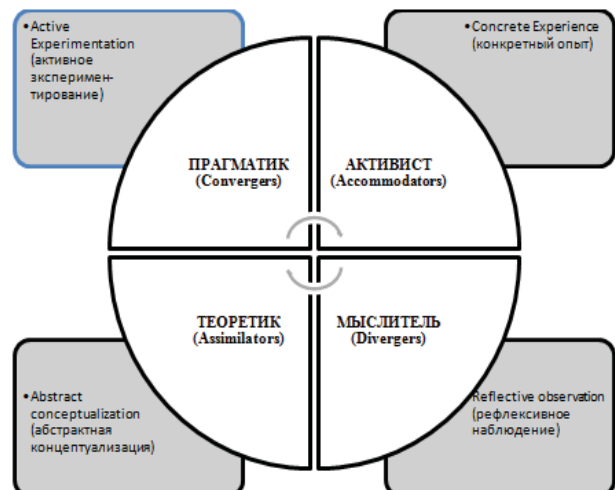 •Active
Experimentation
(активное
эксперимен-
тирование)
•Concrete Experience
(конкретный опыт)
ПРАГМАТИК
(Convergers)
АКТИВИСТ
(Accommodators)
ТЕОРЕТИК
(Assimilators)
МЫСЛИТЕЛЬ
(Divergers)
•Abstract
conceptualization
(абстрактная
концептуализация)
Reflective observation
(рефлексивное
наблюдение)